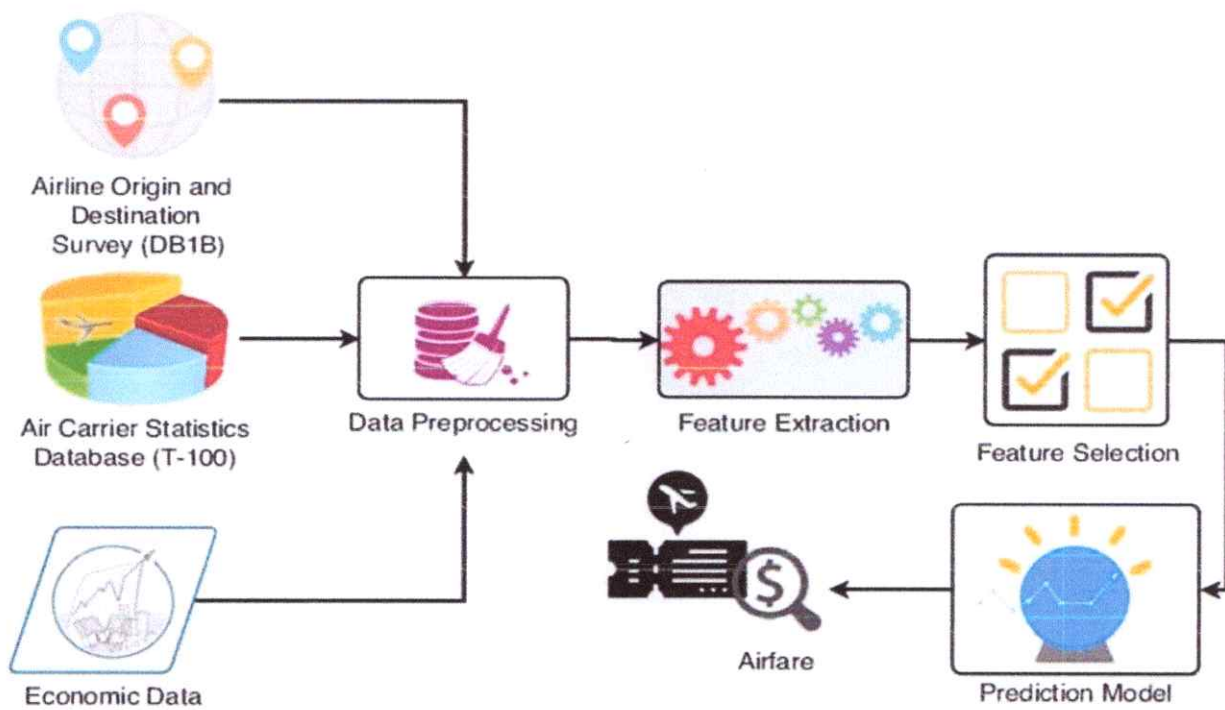 Airline Origin and
Destination
Survey (DB1B)
Air Carrier Statistics
Database (T-100)
Economic Data
Data Preprocessing
Feature Extraction
Feature Selection
Prediction Model
Airfare
$